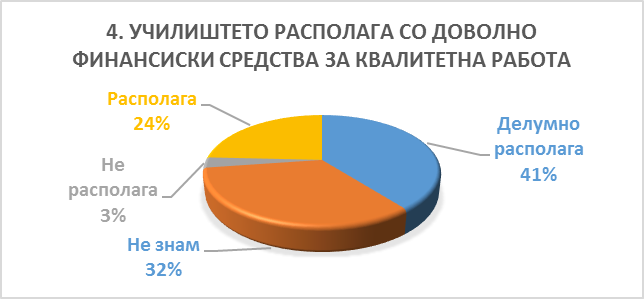 4. УЧИЛИШТЕТО РАСПОЛАГА СО ДОВОЛНО
ФИНАНСИСКИ СРЕДСТВА ЗА КВАЛИТЕТНА РАБОТА
Располага
24%
Делумно
располага
41%
Не
располага
3%
Не знам
32%